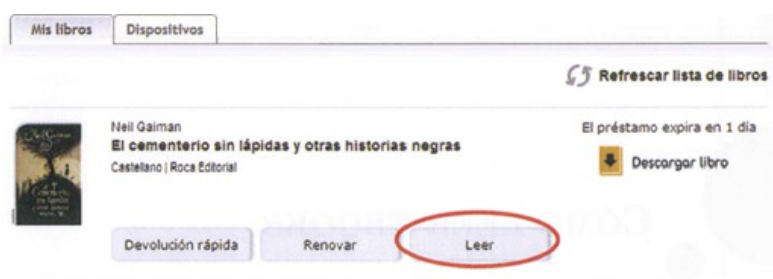 Mis libros Dispositivos
Refrescar lista de libros
Neil Gaiman
El préstamo expira en 1 día
El cementerio sin lápidas y otras historias negras
Castellano | Roca Editorial
Descargar libro
Devolución rápida Renovar Leer